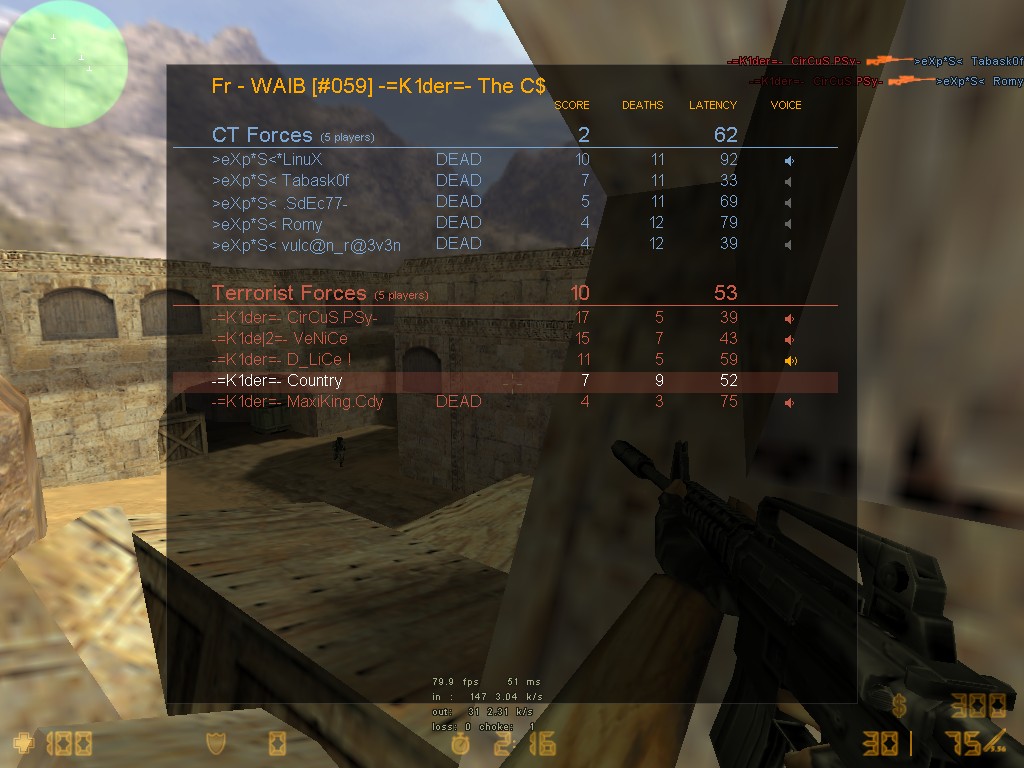 -=K1der=- CirCuS.PSy- >eXp*S< Tabask0f
-=K1der=- CirCuS.PSy- >eXp*S< Romy
Fr - WAIB [#059] -=K1der=- The C$
SCORE DEATHS LATENCY VOICE
CT Forces (5 players) 2 62
>eXp*S<*LinuX DEAD 10 11 92
>eXp*S< Tabask0f DEAD 7 11 33
>eXp*S< .SdEc77- DEAD 5 11 69
>eXp*S< Romy DEAD 4 12 79
>eXp*S< vulc@n_r@3v3n DEAD 4 12 39
Terrorist Forces (5 players) 10 53
-=K1der=- CirCuS.PSy- 17 5 39
-=K1de|2=- VeNiCe 15 7 43
-=K1der=- D_LiCe ! 11 5 59
-=K1der=- Country 7 9 52
-=K1der=- MaxiKing.Cdy DEAD 4 3 75
79.9 fps 51 ms
in : 147 3.04 k/s
out: 31 2.31 k/s
loss: 0 choke: 1
$ 300
100 0 2:16 30 | 75 5.56